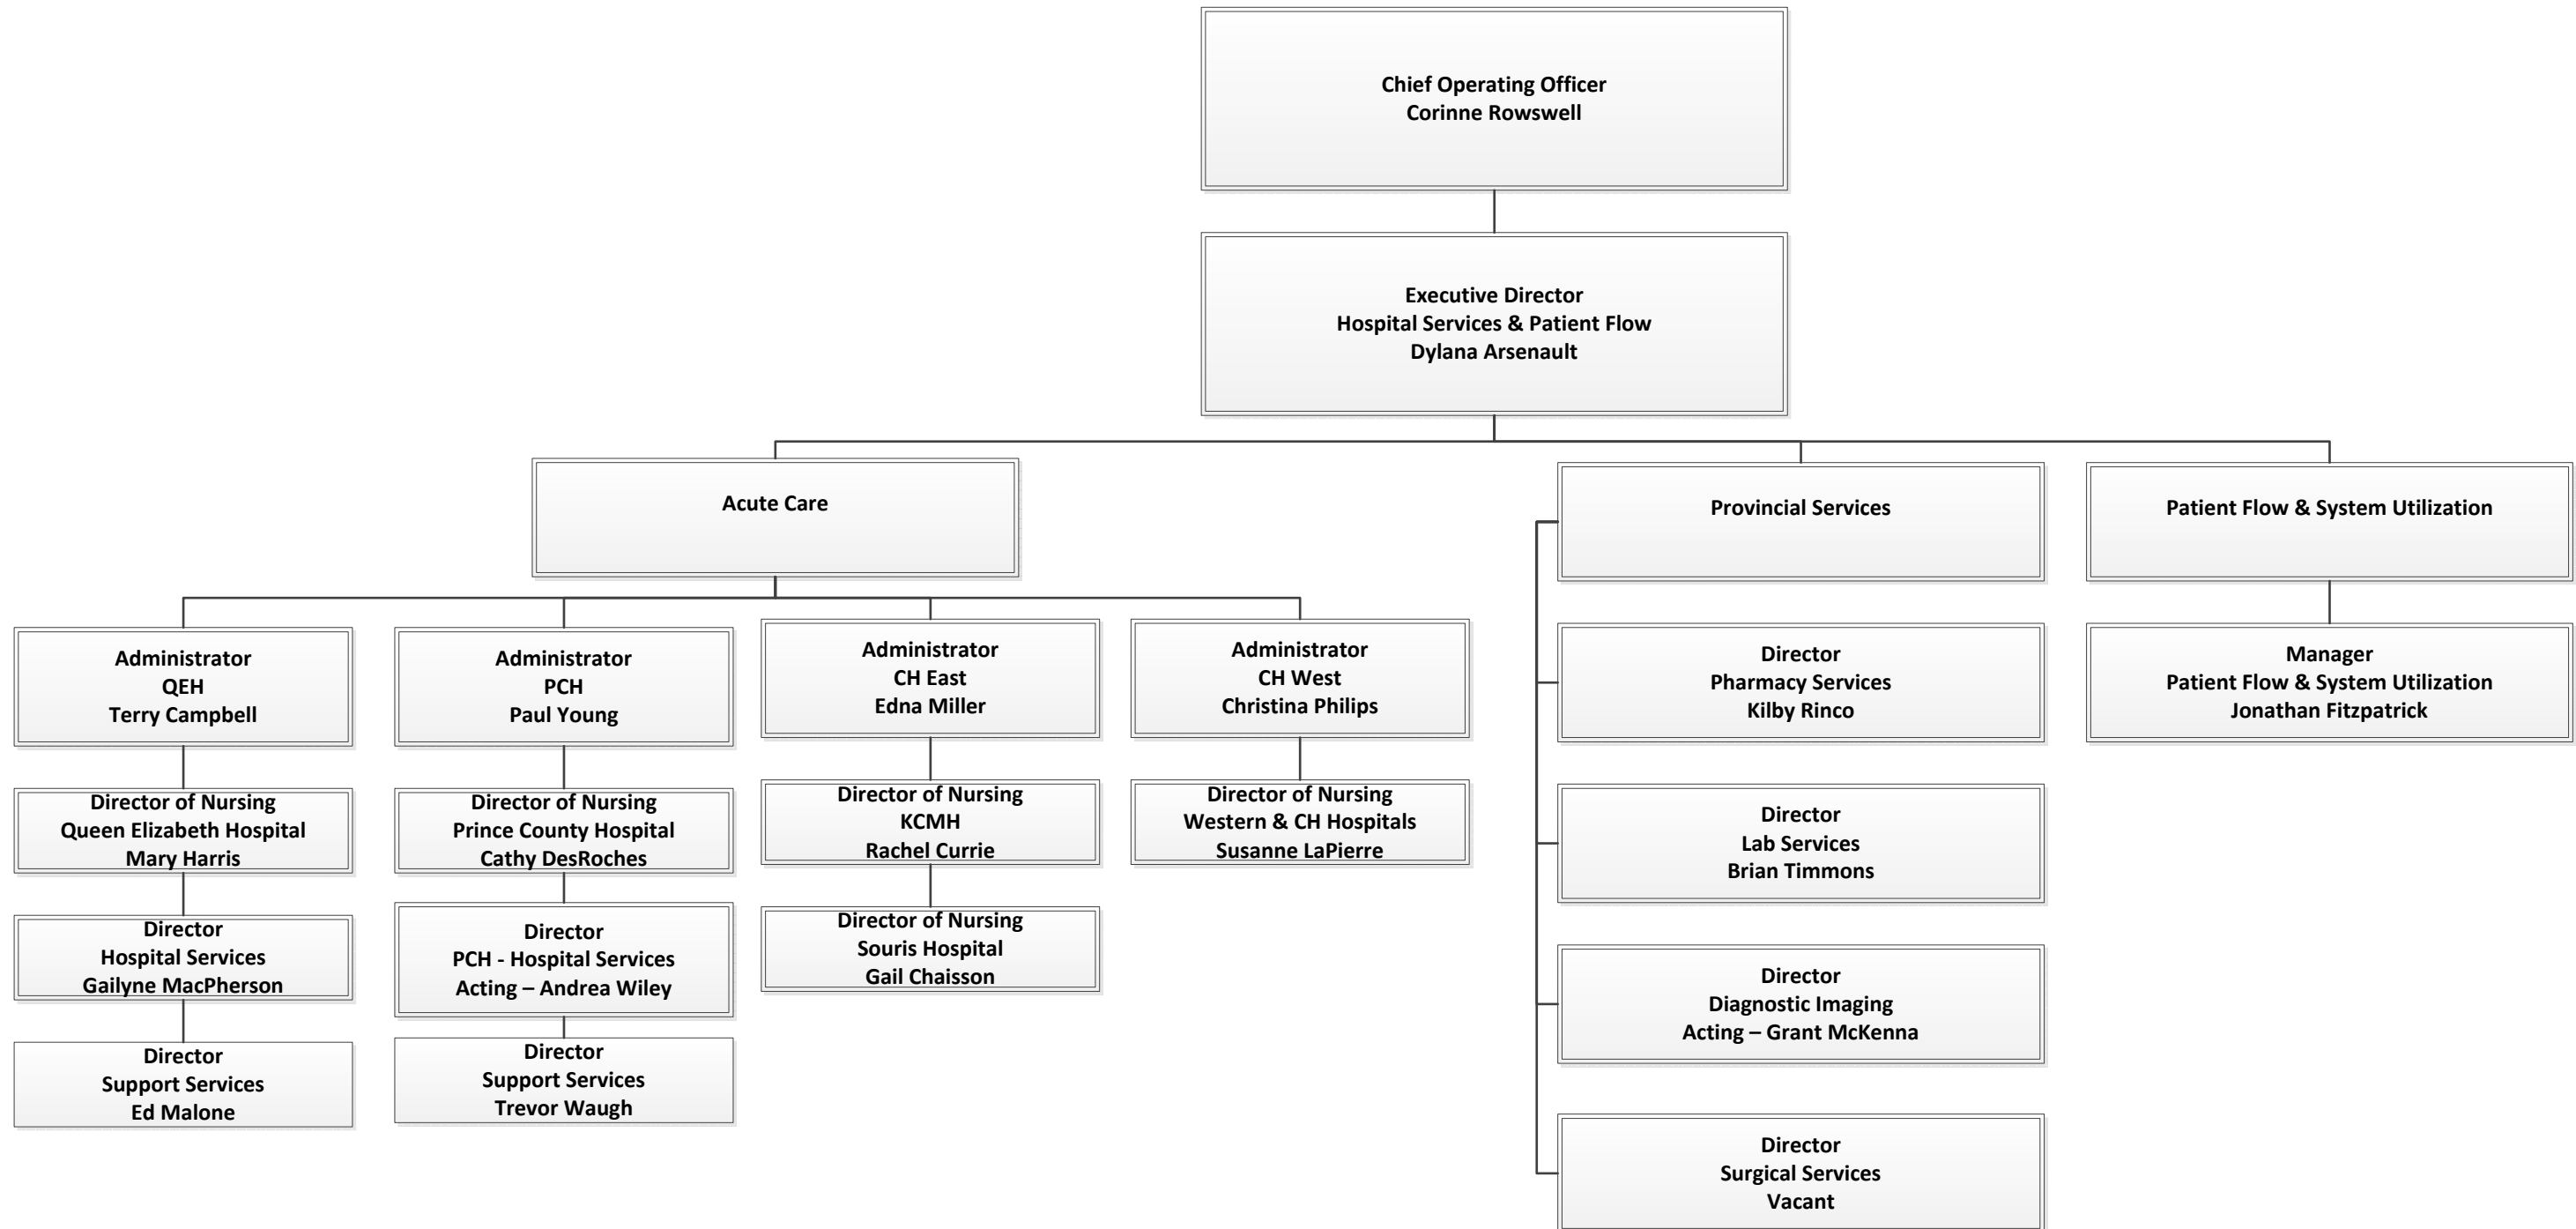 Chief Operating Officer
Corinne Rowswell
Executive Director
Hospital Services & Patient Flow
Dylana Arsenault
Acute Care
Provincial Services
Patient Flow & System Utilization
Administrator
QEH
Terry Campbell
Administrator
PCH
Paul Young
Administrator
CH East
Edna Miller
Administrator
CH West
Christina Philips
Director
Pharmacy Services
Kilby Rinco
Manager
Patient Flow & System Utilization
Jonathan Fitzpatrick
Director of Nursing
Queen Elizabeth Hospital
Mary Harris
Director of Nursing
Prince County Hospital
Cathy DesRoches
Director of Nursing
KCMH
Rachel Currie
Director of Nursing
Western & CH Hospitals
Susanne LaPierre
Director
Lab Services
Brian Timmons
Director
Hospital Services
Gailyne MacPherson
Director
PCH - Hospital Services
Acting – Andrea Wiley
Director of Nursing
Souris Hospital
Gail Chaisson
Director
Diagnostic Imaging
Acting – Grant McKenna
Director
Support Services
Ed Malone
Director
Support Services
Trevor Waugh
Director
Surgical Services
Vacant